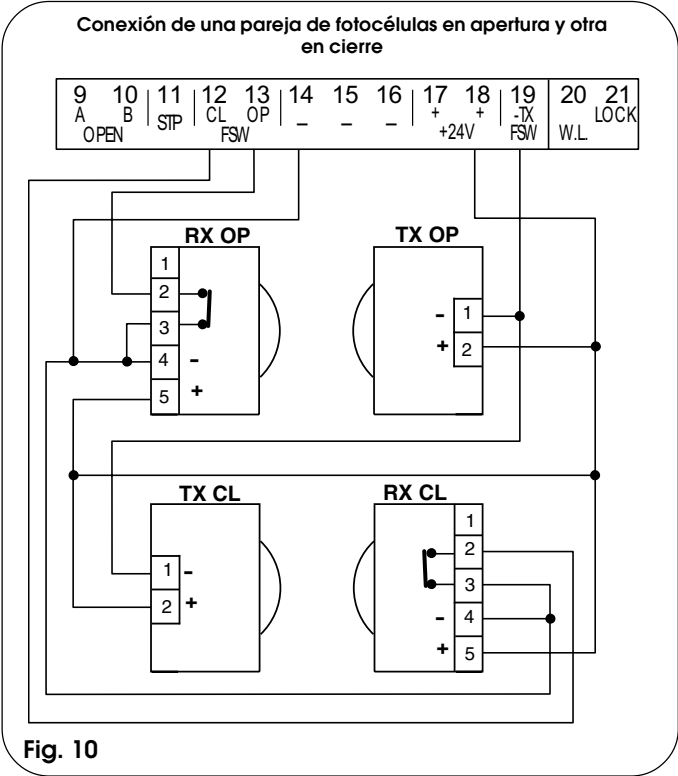 Conexión de una pareja de fotocélulas en apertura y otra
en cierre
9 10 11 12 13 14 15 16 17 18 19 20 21
A B STP CL OP - - - + + -TX LOCK
OPEN FSW +24V FSW W.L.
RX OP TX OP
1
2
3
4 -
5 +
- 1
+ 2
TX CL RX CL
1 -
2 +
1
2
3
- 4
+ 5
Fig. 10